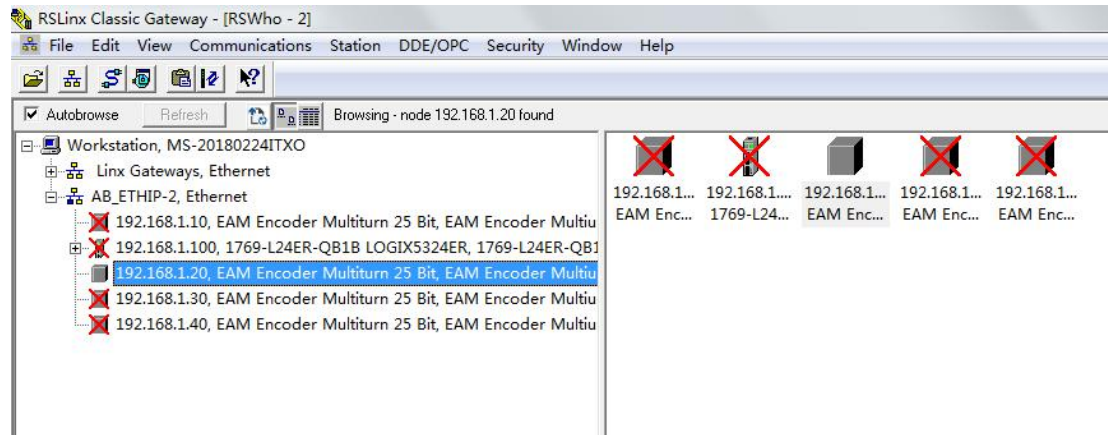 RSLinx Classic Gateway - [RSWho - 2]
File Edit View Communications Station DDE/OPC Security Window Help
Autobrowse Refresh Browsing - node 192.168.1.20 found
Workstation, MS-20180224ITXO
Linx Gateways, Ethernet
AB_ETHIP-2, Ethernet
192.168.1.10, EAM Encoder Multiturn 25 Bit, EAM Encoder Multiu
192.168.1.100, 1769-L24ER-QB1B LOGIX5324ER, 1769-L24ER-QB1
192.168.1.20, EAM Encoder Multiturn 25 Bit, EAM Encoder Multiu
192.168.1.30, EAM Encoder Multiturn 25 Bit, EAM Encoder Multiu
192.168.1.40, EAM Encoder Multiturn 25 Bit, EAM Encoder Multiu
192.168.1... 192.168.1.... 192.168.1... 192.168.1... 192.168.1...
EAM Enc... 1769-L24... EAM Enc... EAM Enc... EAM Enc...